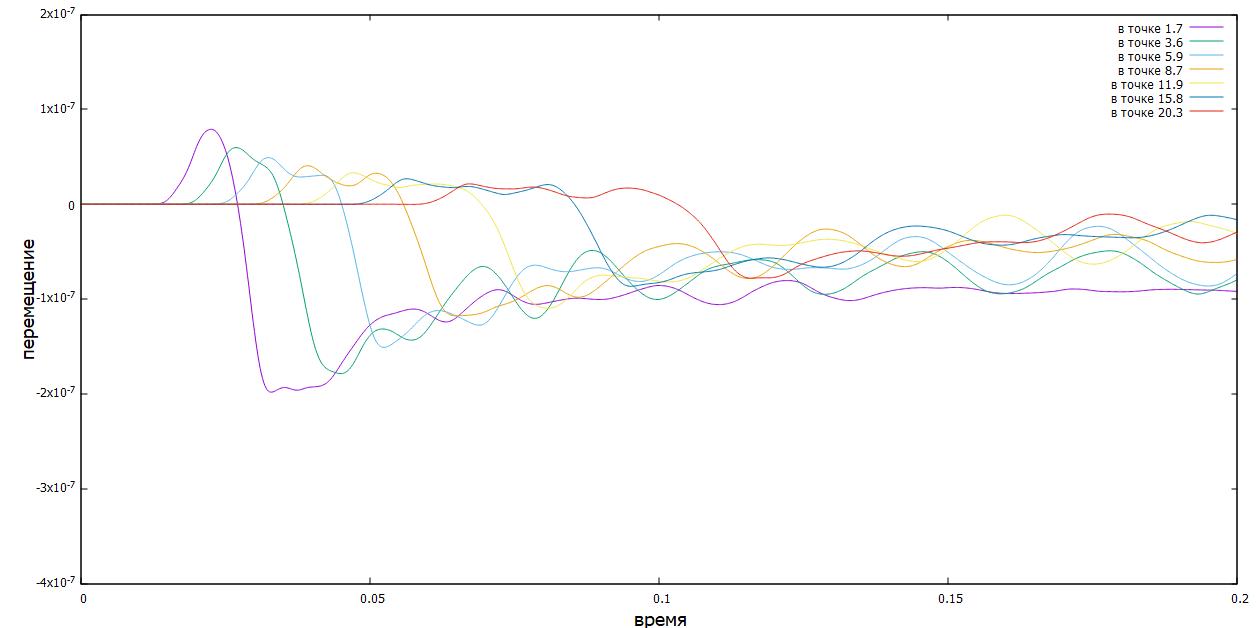 2x10-7
1x10-7
0
-1x10-7
-2x10-7
-3x10-7
-4x10-7
перемещение
в точке 1.7
в точке 3.6
в точке 5.9
в точке 8.7
в точке 11.9
в точке 15.8
в точке 20.3
0
0.05
0.1
0.15
0.2
время